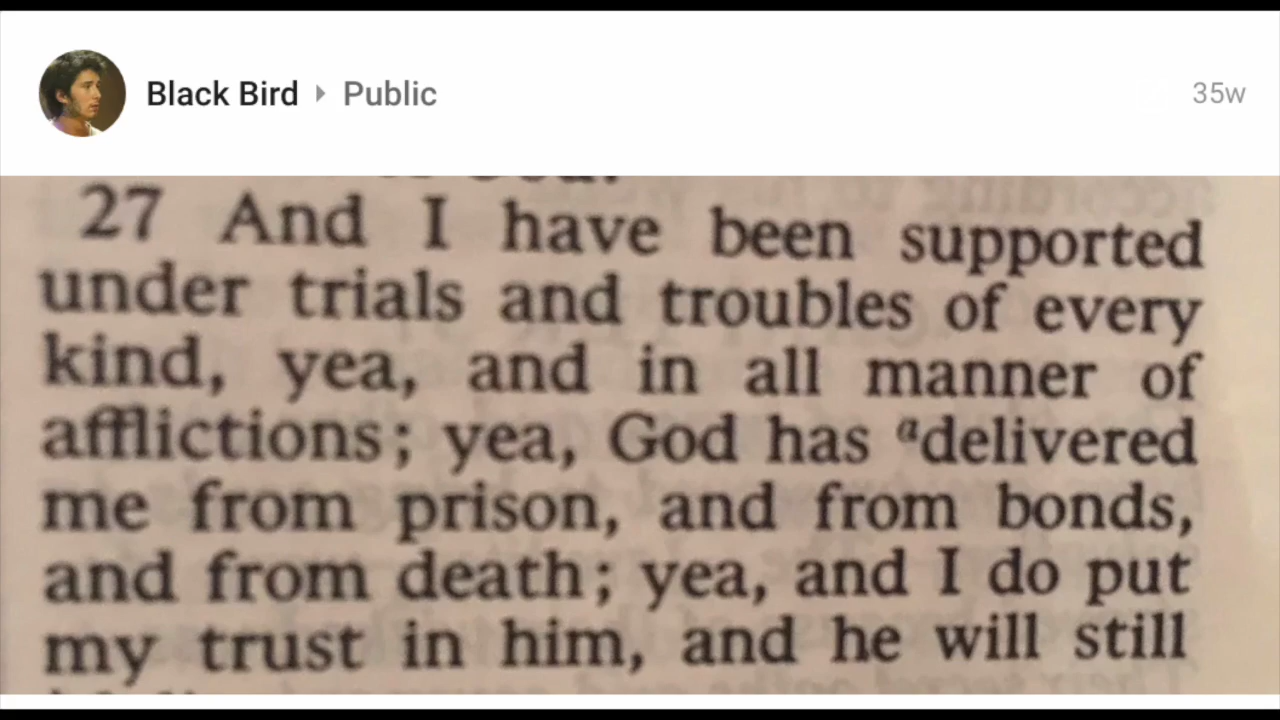 Black Bird Public 35w
27 And I have been supported
under trials and troubles of every
kind, yea, and in all manner of
afflictions; yea, God has ᵃdelivered
me from prison, and from bonds,
and from death; yea, and I do put
my trust in him, and he will still